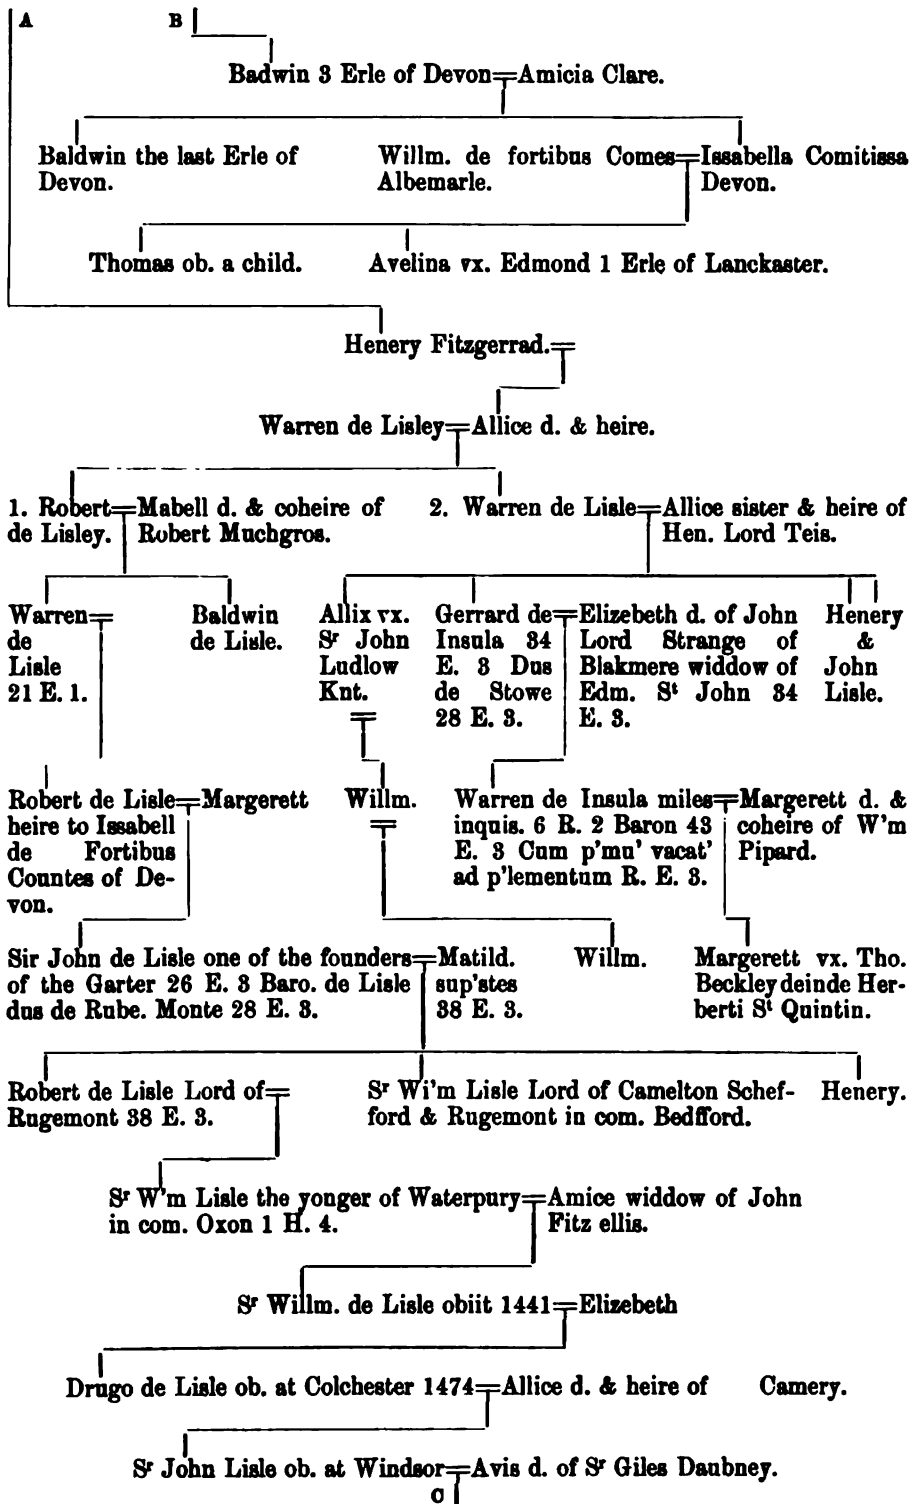 A B
Badwin 3 Erle of Devon=Amicia Clare.
Baldwin the last Erle of
Devon.
Willm. de fortibus Comes=Issabella Comitissa
Albemarle. Devon.
Thomas ob. a child. Avelina vx. Edmond 1 Erle of Lanckaster.
Henery Fitzgerrad.=
Warren de Lisley=Allice d. & heire.
1. Robert=Mabell d. & coheire of
de Lisley. Robert Muchgros.
2. Warren de Lisle=Allice sister & heire of
Hen. Lord Teis.
Warren=
de
Lisle
21 E. 1.
Baldwin
de Lisle.
Allix vx.
Sr John
Ludlow
Knt.
=
Gerrard de=
Insula 34
E. 3 Dus
de Stowe
28 E. 3.
Elizebeth d. of John
Lord Strange of
Blakmere widdow of
Edm. St John 34
E. 3.
Henery
&
John
Lisle.
Robert de Lisle=Margerett
heire to Issabell
de Fortibus
Countes of De-
von.
Willm.
=
Warren de Insula miles=Margerett d. &
inquis. 6 R. 2 Baron 43 coheire of W'm
E. 3 Cum p'mu' vacat' Pipard.
ad p'lementum R. E. 3.
Sir John de Lisle one of the founders=Matild.
of the Garter 26 E. 3 Baro. de Lisle sup'stes
dns de Rube. Monte 28 E. 3. 38 E. 3.
Willm.
Margerett vx. Tho.
Beckley deinde Her-
berti St Quintin.
Robert de Lisle Lord of=
Rugemont 38 E. 3.
Sr Wi'm Lisle Lord of Camelton Schef-
ford & Rugemont in com. Bedfford.
Henery.
Sr W'm Lisle the yonger of Waterpury=Amice widdow of John
in com. Oxon 1 H. 4. Fitz ellis.
Sr Willm. de Lisle obiit 1441=Elizebeth
Drugo de Lisle ob. at Colchester 1474=Allice d. & heire of Camery.
Sr John Lisle ob. at Windsor=Avis d. of Sr Giles Daubney.
C